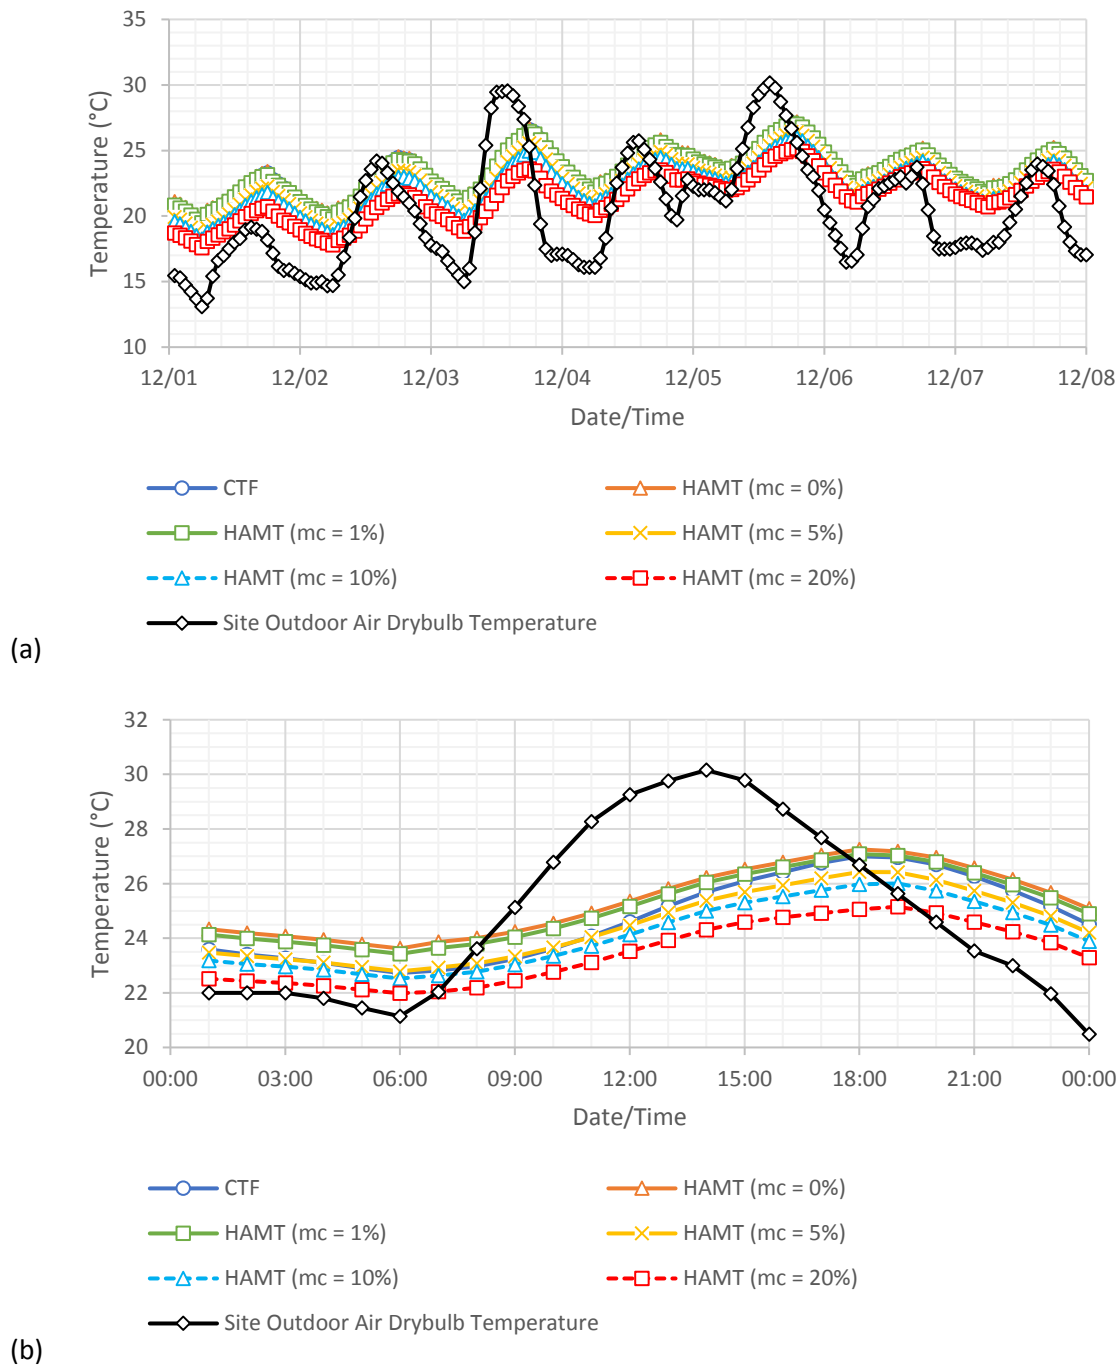 35
30
25
20
15
10
Temperature (°C)
12/01 12/02 12/03 12/04 12/05 12/06 12/07 12/08
Date/Time
CTF HAMT (mc = 0%)
HAMT (mc = 1%) HAMT (mc = 5%)
HAMT (mc = 10%) HAMT (mc = 20%)
Site Outdoor Air Drybulb Temperature
(a)
32
30
28
26
24
22
20
Temperature (°C)
00:00 03:00 06:00 09:00 12:00 15:00 18:00 21:00 00:00
Date/Time
CTF HAMT (mc = 0%)
HAMT (mc = 1%) HAMT (mc = 5%)
HAMT (mc = 10%) HAMT (mc = 20%)
Site Outdoor Air Drybulb Temperature
(b)